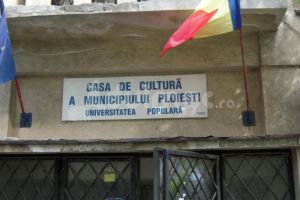 CASA DE CULTURĂ
A MUNICIPIULUI PLOIEŞTI
UNIVERSITATEA POPULARĂ